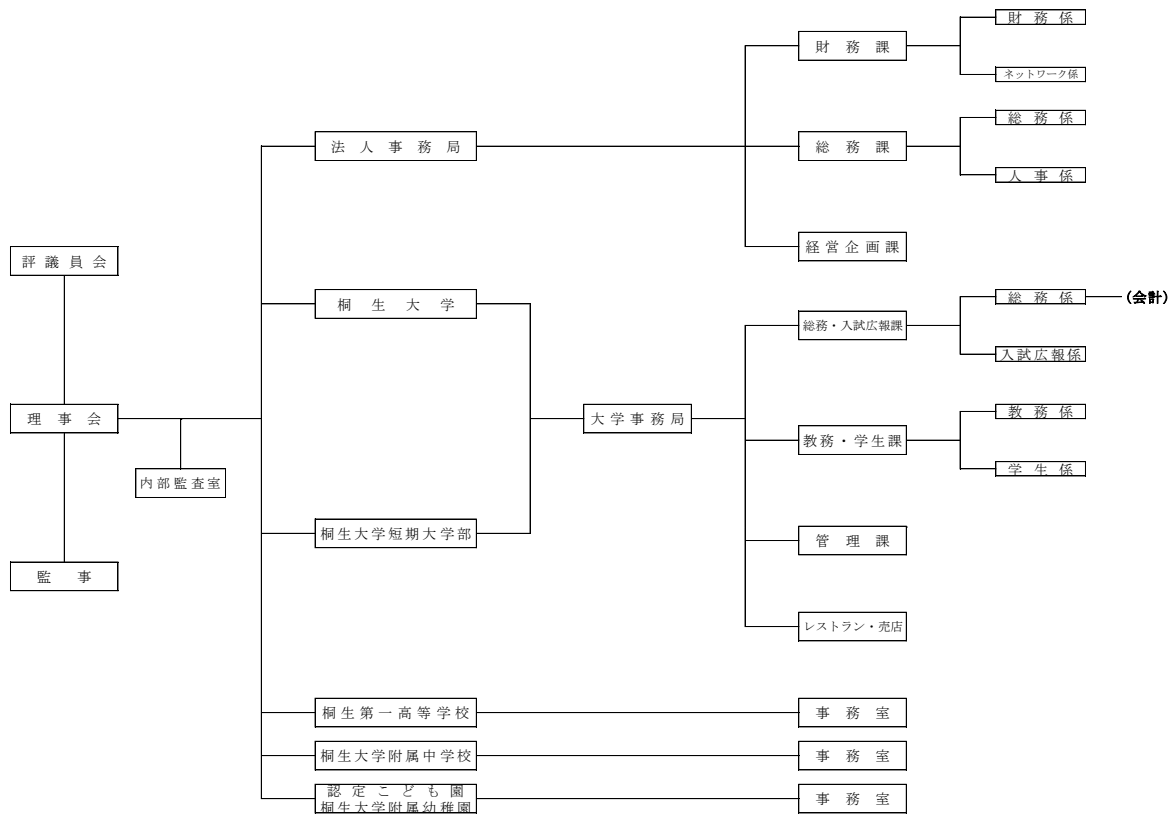 財務係
財務課
ネットワーク係
総務係
法人事務局
総務課
人事係
評議員会
経営企画課
桐生大学
総務係
(会計)
総務・入試広報課
入試広報係
理事会
大学事務局
教務係
教務・学生課
内部監査室
学生係
桐生大学短期大学部
管理課
監事
レストラン・売店
桐生第一高等学校
事務室
桐生大学附属中学校
事務室
認定こども園
桐生大学附属幼稚園
事務室